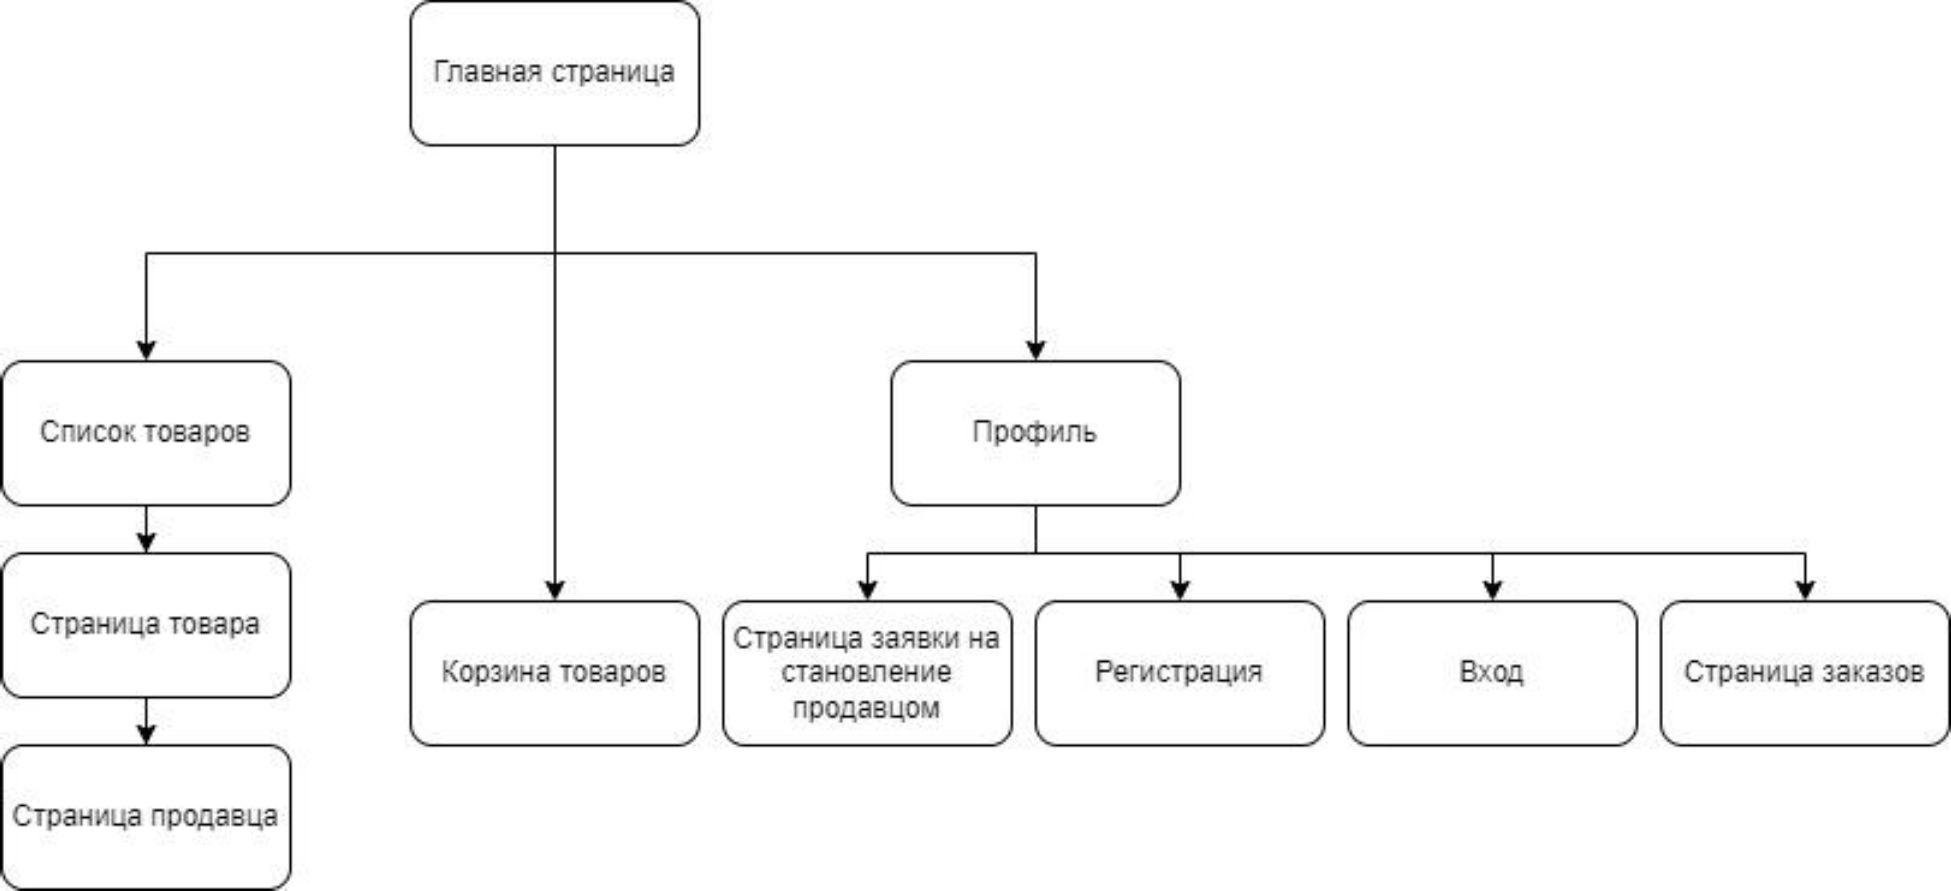 Главная страница
Список товаров
Профиль
Страница товара
Корзина товаров
Страница заявки на
становление
продавцом
Регистрация
Вход
Страница заказов
Страница продавца